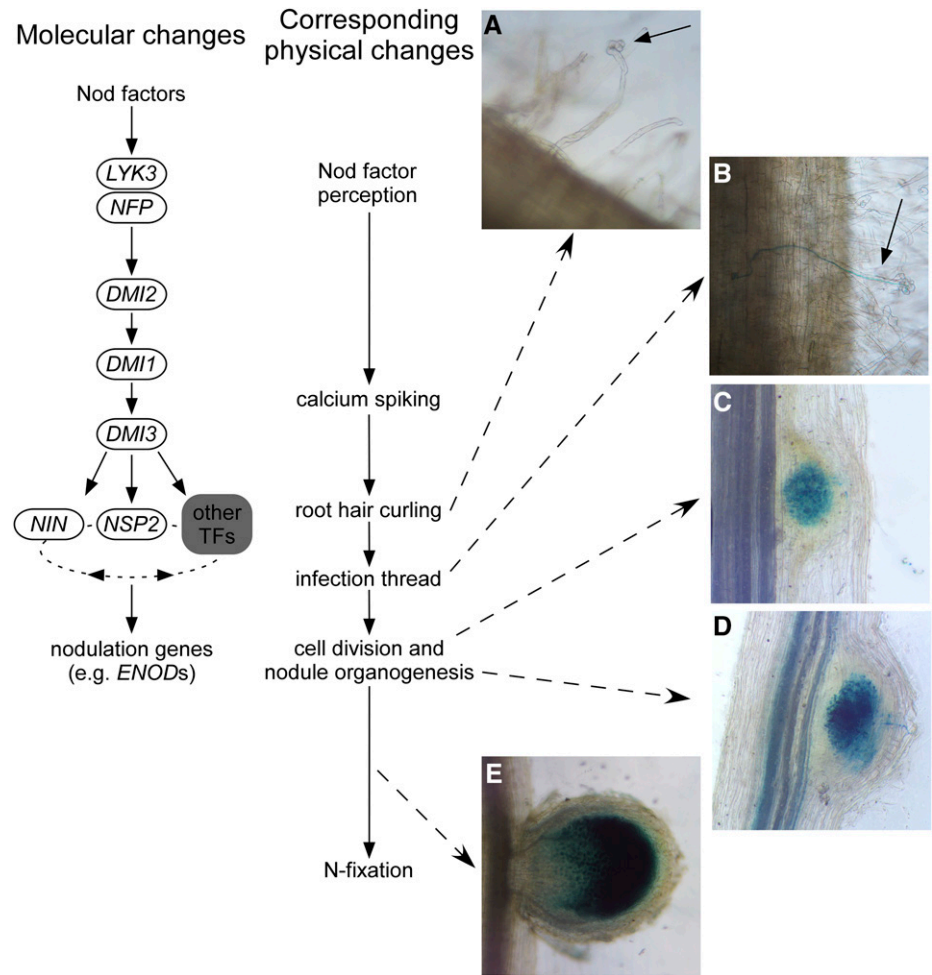 Molecular changes
Corresponding
physical changes
Nod factors
LYK3
NFP
DMI2
DMI1
DMI3
NIN
NSP2
other
TFs
nodulation genes
(e.g. ENODs)
Nod factor
perception
calcium spiking
root hair curling
infection thread
cell division and
nodule organogenesis
N-fixation
A
B
C
D
E